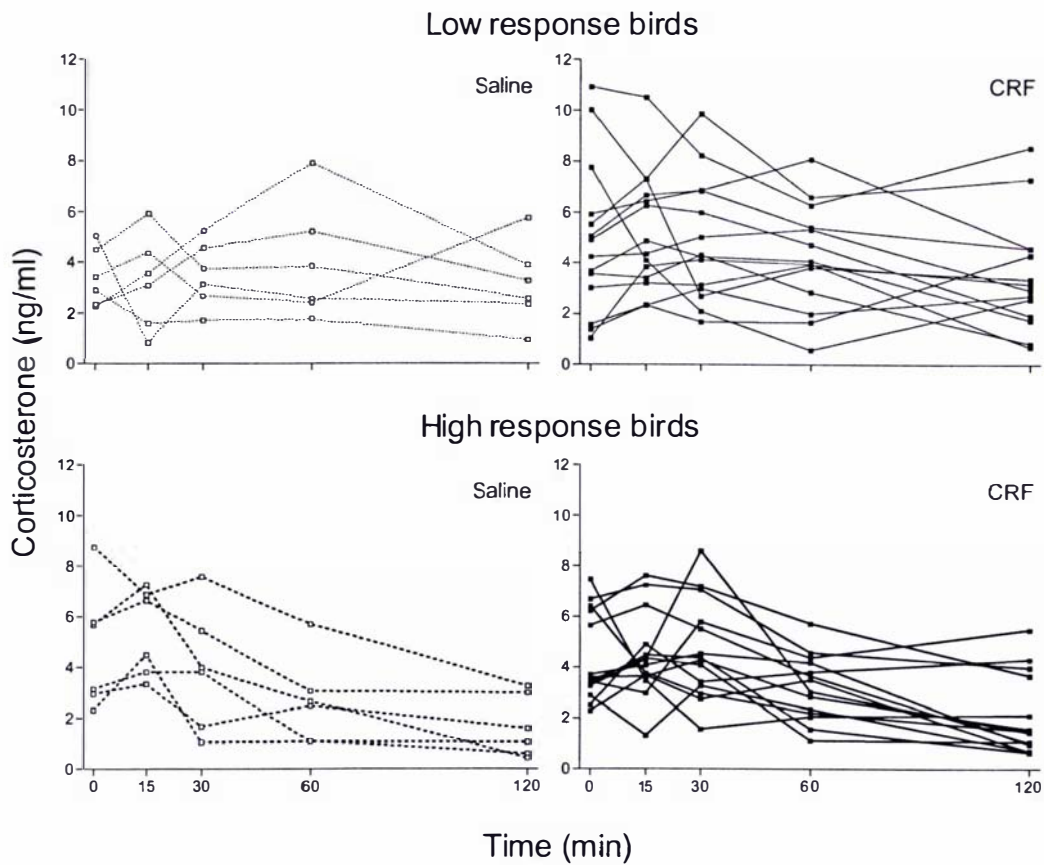 Low response birds
12
10
8
6
4
2
0
Saline
12
10
8
6
4
2
0
CRF
Corticosterone (ng/ml)
High response birds
12
10
8
6
4
2
0
Saline
0 15 30 60 120
12
10
8
6
4
2
0
CRF
0 15 30 60 120
Time (min)